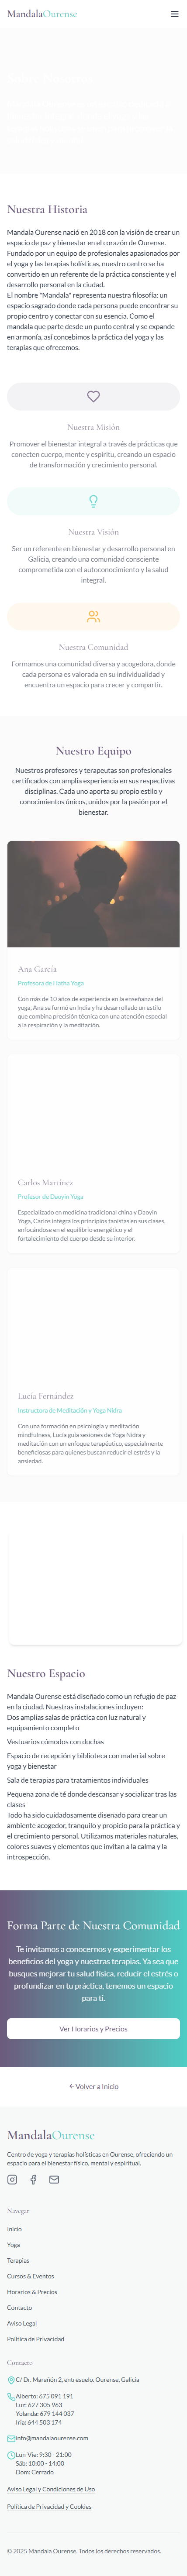 MandalaOurense
Nuestra Historia
Mandala Ourense nació en 2018 con la visión de crear un
espacio de paz y bienestar en el corazón de Ourense.
Fundado por un equipo de profesionales apasionados por
el yoga y las terapias holísticas, nuestro centro se ha
convertido en un referente de la práctica consciente y el
desarrollo personal en la ciudad.
El nombre "Mandala" representa nuestra filosofía: un
espacio sagrado donde cada persona puede encontrar su
propio centro y conectar con su esencia. Como el
mandala que parte desde un punto central y se expande
en armonía, así concebimos la práctica del yoga y las
terapias que ofrecemos.
Nuestra Misión
Promover el bienestar integral a través de prácticas que
conecten cuerpo, mente y espíritu, creando un espacio
de transformación y crecimiento personal.
Nuestra Visión
Ser un referente en bienestar y desarrollo personal en
Galicia, creando una comunidad consciente
comprometida con el autoconocimiento y la salud
integral.
Nuestra Comunidad
Formamos una comunidad diversa y acogedora, donde
cada persona es valorada en su individualidad y
encuentra un espacio para crecer y compartir.
Nuestro Equipo
Nuestros profesores y terapeutas son profesionales
certificados con amplia experiencia en sus respectivas
disciplinas. Cada uno aporta su propio estilo y
conocimientos únicos, unidos por la pasión por el
bienestar.
Ana García
Profesora de Hatha Yoga
Con más de 10 años de experiencia en la enseñanza del
yoga, Ana se formó en India y ha desarrollado un estilo
que combina precisión técnica con una atención especial
a la respiración y la meditación.
Carlos Martínez
Profesor de Daoyin Yoga
Especializado en medicina tradicional china y Daoyin
Yoga, Carlos integra los principios taoístas en sus clases,
enfocándose en el equilibrio energético y el
fortalecimiento del cuerpo desde su interior.
Lucía Fernández
Instructora de Meditación y Yoga Nidra
Con una formación en psicología y meditación
mindfulness, Lucía guía sesiones de Yoga Nidra y
meditación con un enfoque terapéutico, especialmente
beneficiosas para quienes buscan reducir el estrés y la
ansiedad.
Nuestro Espacio
Mandala Ourense está diseñado como un refugio de paz
en la ciudad. Nuestras instalaciones incluyen:
Dos amplias salas de práctica con luz natural y
equipamiento completo
Vestuarios cómodos con duchas
Espacio de recepción y biblioteca con material sobre
yoga y bienestar
Sala de terapias para tratamientos individuales
Pequeña zona de té donde descansar y socializar tras las
clases
Todo ha sido cuidadosamente diseñado para crear un
ambiente acogedor, tranquilo y propicio para la práctica y
el crecimiento personal. Utilizamos materiales naturales,
colores suaves y elementos que invitan a la calma y la
introspección.
Forma Parte de Nuestra Comunidad
Te invitamos a conocernos y experimentar los
beneficios del yoga y nuestras terapias. Ya sea que
busques mejorar tu salud física, reducir el estrés o
profundizar en tu práctica, tenemos un espacio
para ti.
Ver Horarios y Precios
←Volver a Inicio
MandalaOurense
Centro de yoga y terapias holísticas en Ourense, ofreciendo un
espacio para el bienestar físico, mental y espiritual.
Navegar
Inicio
Yoga
Terapias
Cursos & Eventos
Horarios & Precios
Contacto
Aviso Legal
Política de Privacidad
Contacto
C/ Dr. Marañón 2, entresuelo. Ourense, Galicia
Alberto: 675 091 191
Luz: 627 305 963
Yolanda: 679 144 037
Iria: 644 503 174
info@mandalaourense.com
Lun-Vie: 9:30 - 21:00
Sáb: 10:00 - 14:00
Dom: Cerrado
Aviso Legal y Condiciones de Uso
Política de Privacidad y Cookies
© 2025 Mandala Ourense. Todos los derechos reservados.